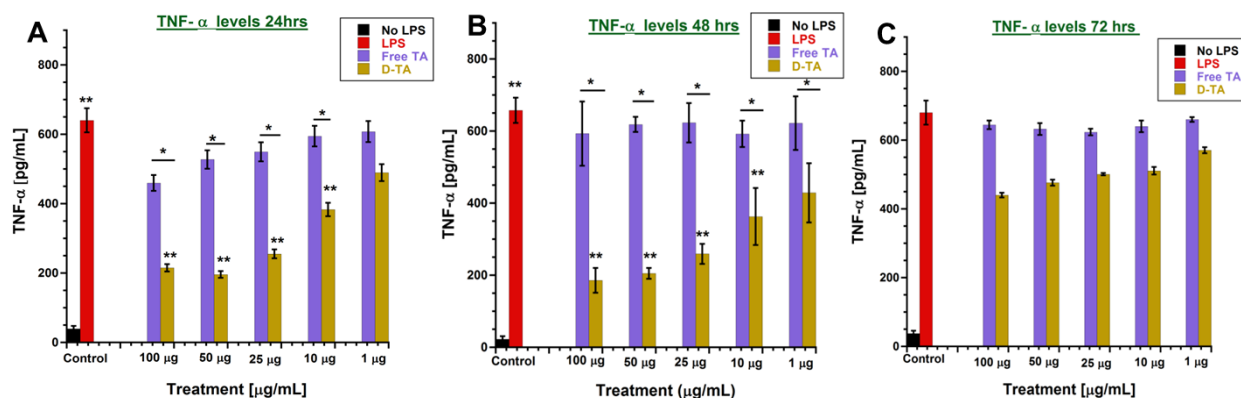 A
TNF- α levels 24hrs
No LPS
LPS
Free TA
D-TA
TNF-α [pg/mL]
800
600
400
200
0
**
*
*
*
*
**
**
**
**
Control
100 µg
50 µg
25 µg
10 µg
1 µg
Treatment [µg/mL]
B
TNF-α levels 48 hrs
No LPS
LPS
Free TA
D-TA
TNF-α [pg/mL]
800
600
400
200
0
**
*
*
*
*
*
**
**
**
**
Control
100 µg
50 µg
25 µg
10 µg
1 µg
Treatment (µg/mL)
C
TNF- α levels 72 hrs
No LPS
LPS
Free TA
D-TA
TNF-α [pg/mL]
800
600
400
200
0
Control
100 µg
50 µg
25 µg
10 µg
1 µg
Treatment [µg/mL]